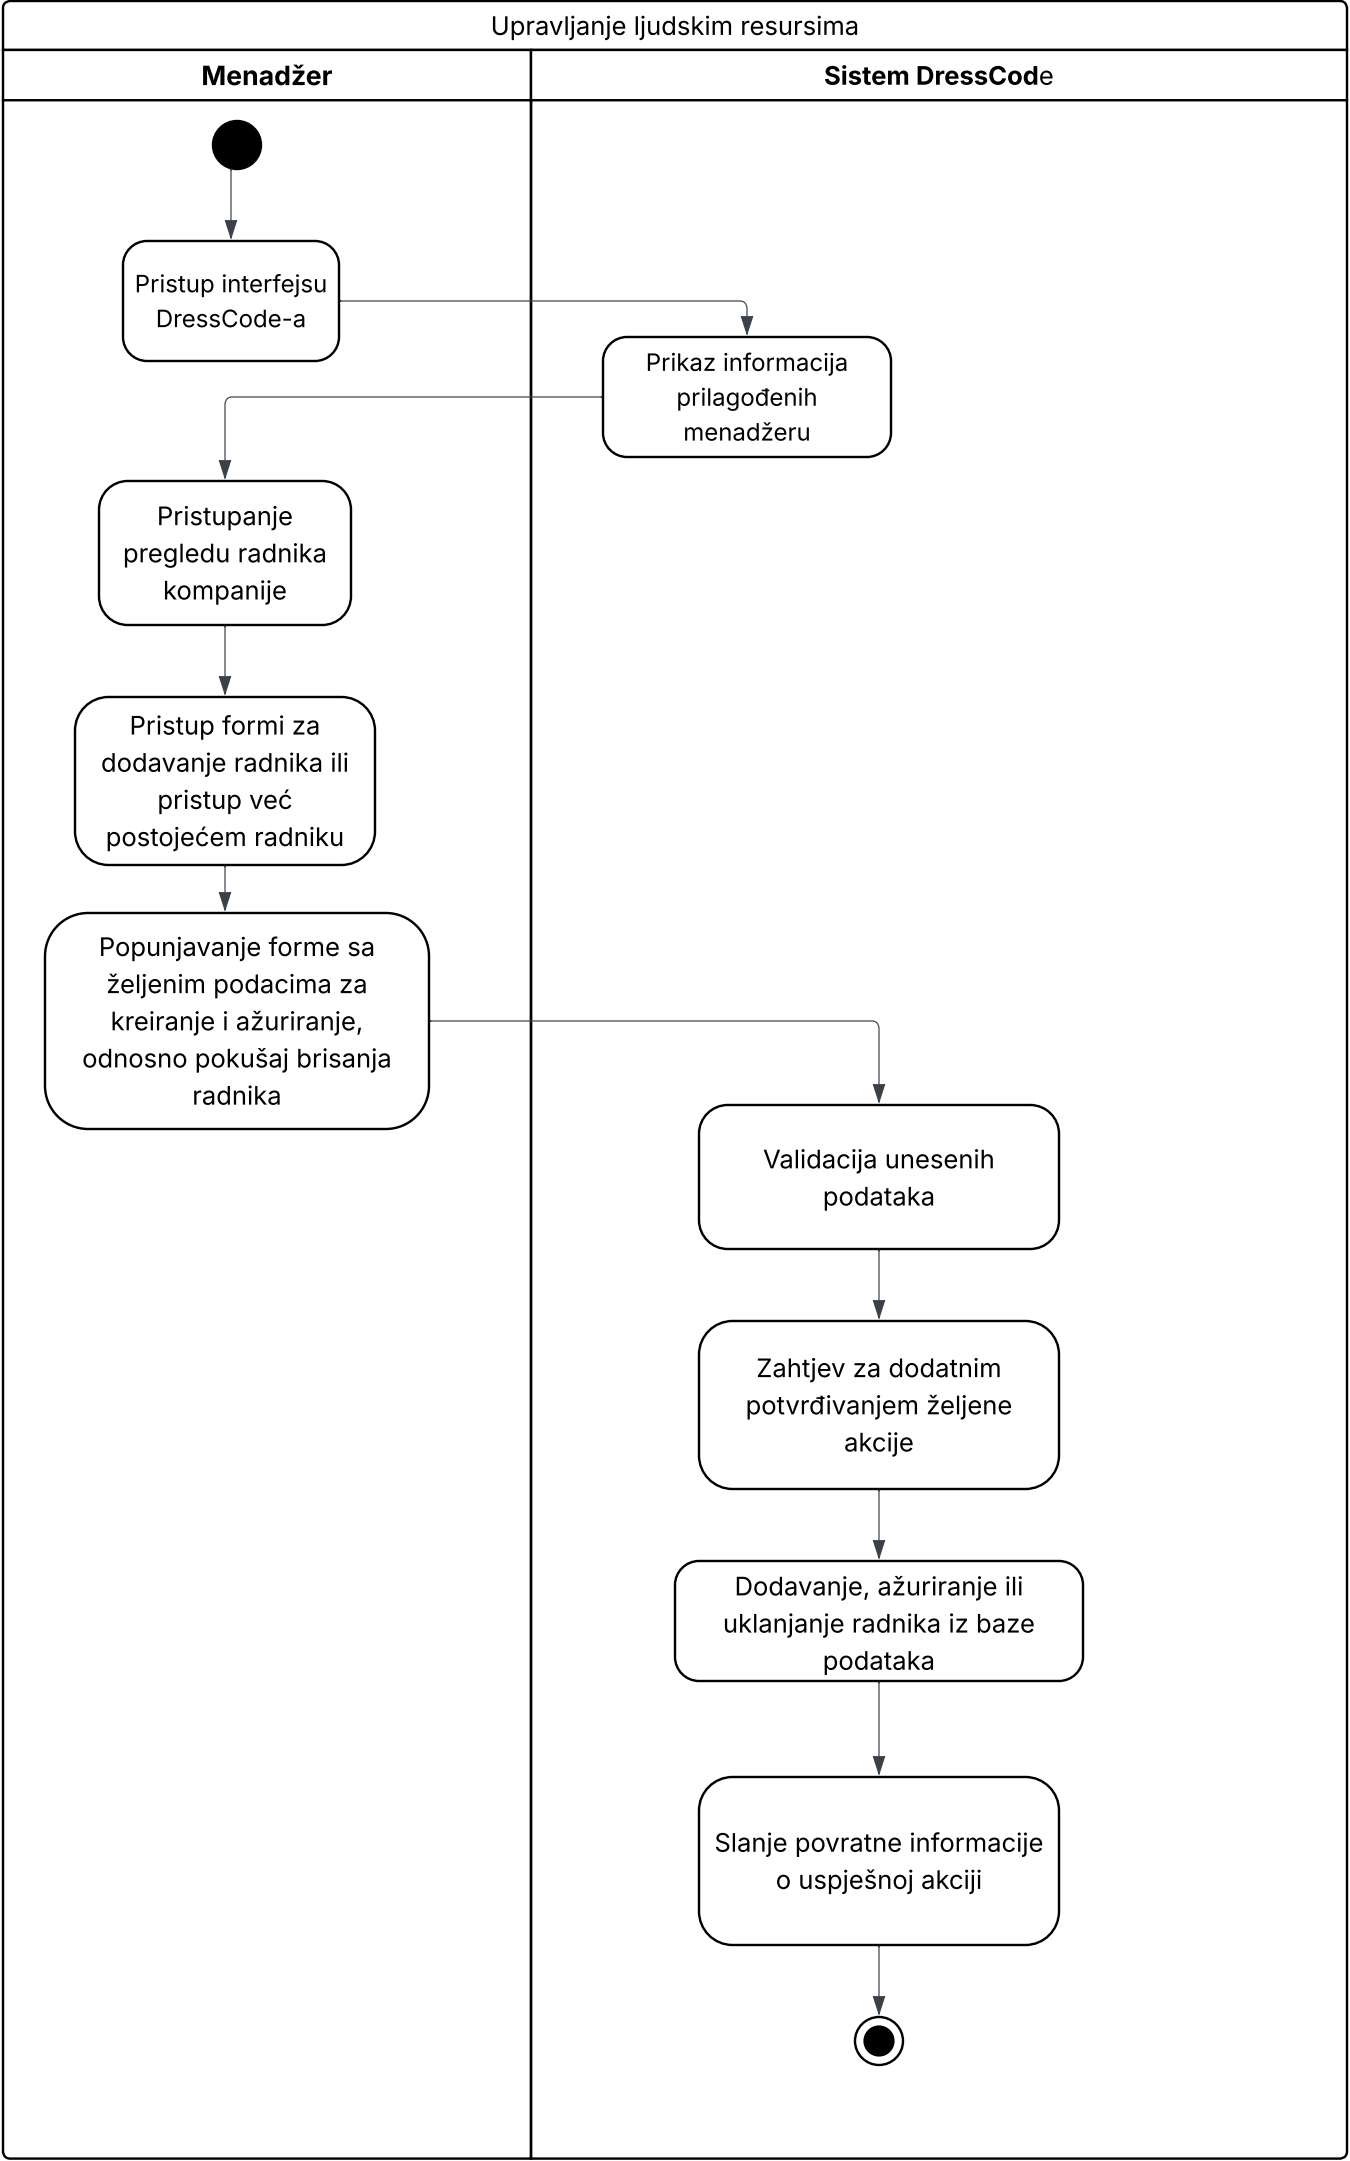 Upravljanje ljudskim resursima
Menadžer
Sistem DressCode
Pristup interfejsu
DressCode-a
Prikaz informacija
prilagođenih
menadžeru
Pristupanje
pregledu radnika
kompanije
Pristup formi za
dodavanje radnika ili
pristup već
postojećem radniku
Popunjavanje forme sa
željenim podacima za
kreiranje i ažuriranje,
odnosno pokušaj brisanja
radnika
Validacija unesenih
podataka
Zahtjev za dodatnim
potvrđivanjem željene
akcije
Dodavanje, ažuriranje ili
uklanjanje radnika iz baze
podataka
Slanje povratne informacije
o uspješnoj akciji